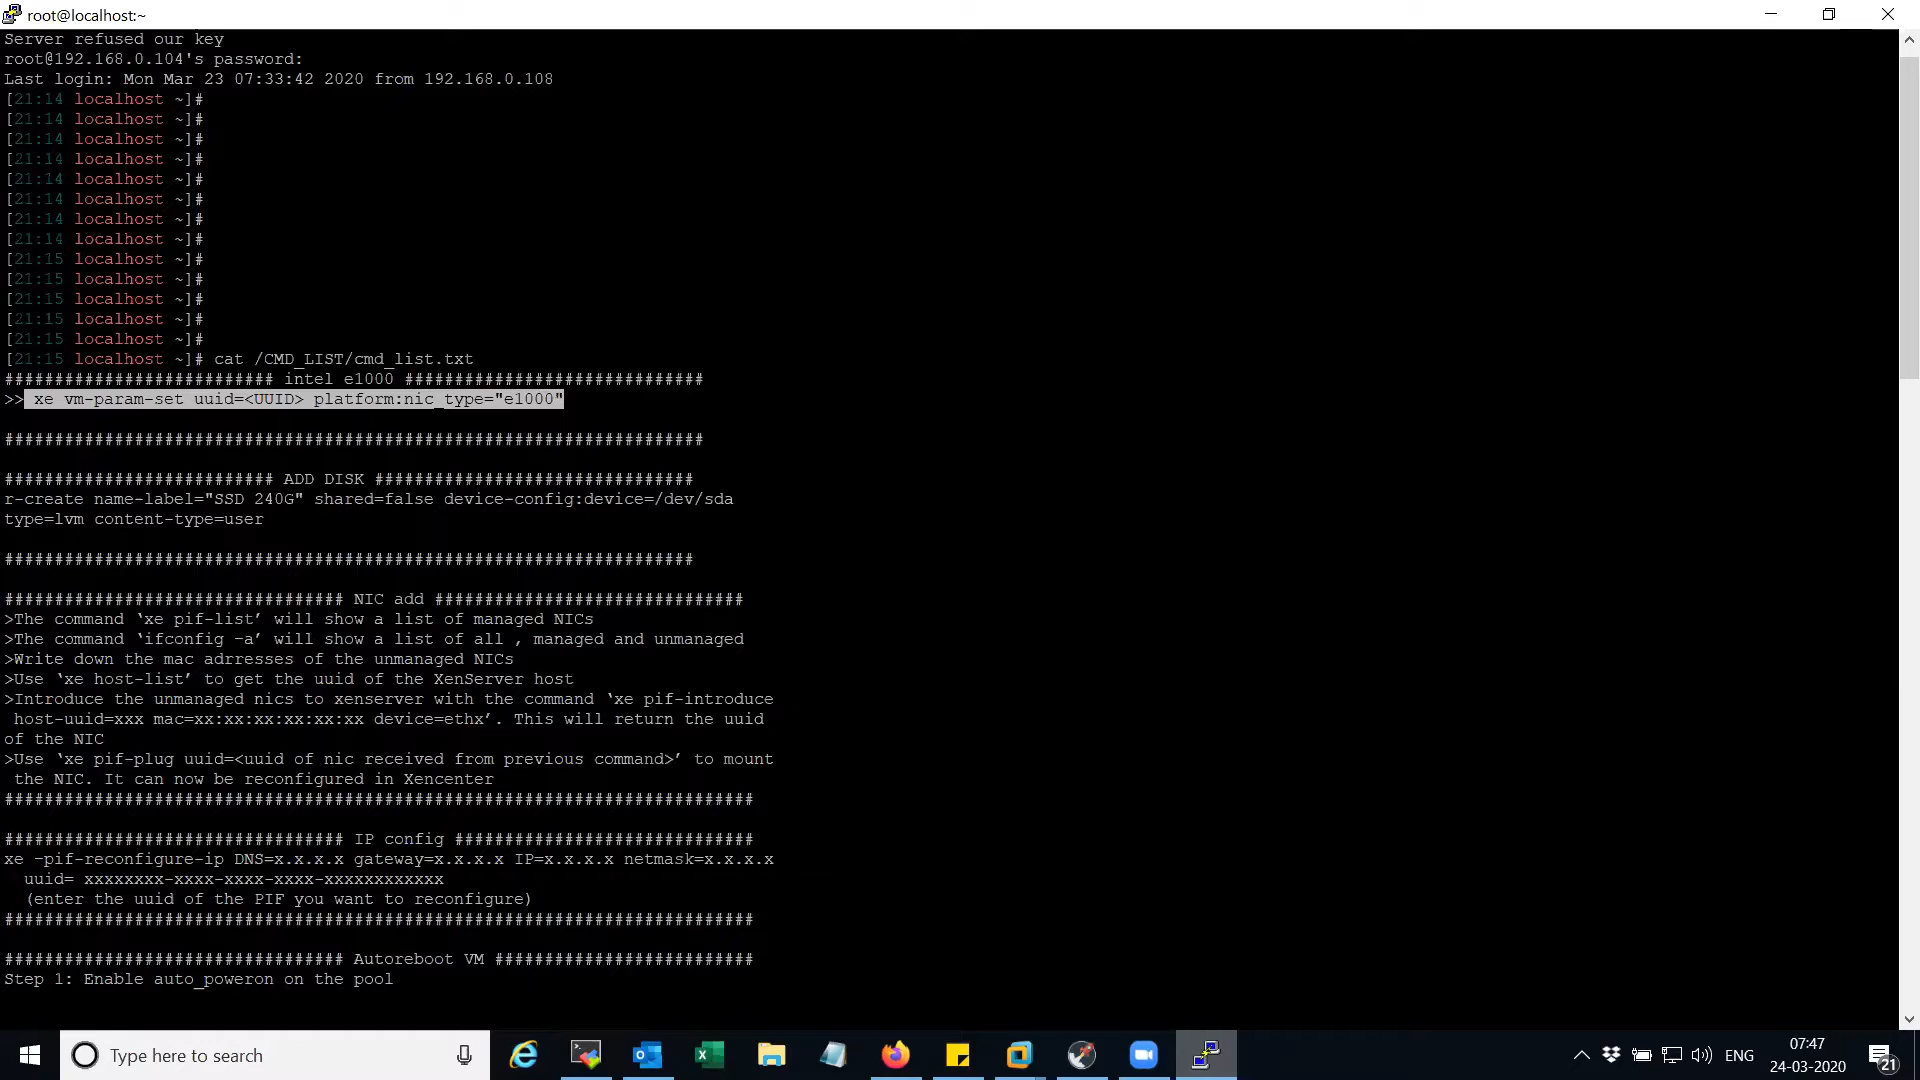 root@localhost:~
Server refused our key
root@192.168.0.104's password:
Last login: Mon Mar 23 07:33:42 2020 from 192.168.0.108
[21:14 localhost ~]#
[21:14 localhost ~]#
[21:14 localhost ~]#
[21:14 localhost ~]#
[21:14 localhost ~]#
[21:14 localhost ~]#
[21:14 localhost ~]#
[21:14 localhost ~]#
[21:15 localhost ~]#
[21:15 localhost ~]#
[21:15 localhost ~]#
[21:15 localhost ~]#
[21:15 localhost ~]#
[21:15 localhost ~]# cat /CMD_LIST/cmd_list.txt
########################### intel e1000 ##############################
>> xe vm-param-set uuid=<UUID> platform:nic_type="e1000"
######################################################################
########################### ADD DISK ################################
r-create name-label="SSD 240G" shared=false device-config:device=/dev/sda
type=lvm content-type=user
#####################################################################
################################## NIC add ###############################
>The command ‘xe pif-list’ will show a list of managed NICs
>The command ‘ifconfig –a’ will show a list of all , managed and unmanaged
>Write down the mac adrresses of the unmanaged NICs
>Use ‘xe host-list’ to get the uuid of the XenServer host
>Introduce the unmanaged nics to xenserver with the command ‘xe pif-introduce
host-uuid=xxx mac=xx:xx:xx:xx:xx:xx device=ethx’. This will return the uuid
of the NIC
>Use ‘xe pif-plug uuid=<uuid of nic received from previous command>’ to mount
the NIC. It can now be reconfigured in Xencenter
###########################################################################
################################## IP config ##############################
xe –pif-reconfigure-ip DNS=x.x.x.x gateway=x.x.x.x IP=x.x.x.x netmask=x.x.x.x
uuid= xxxxxxxx-xxxx-xxxx-xxxx-xxxxxxxxxxxx
(enter the uuid of the PIF you want to reconfigure)
###########################################################################
################################## Autoreboot VM ##########################
Step 1: Enable auto_poweron on the pool
Type here to search
ENG
07:47
24-03-2020
21